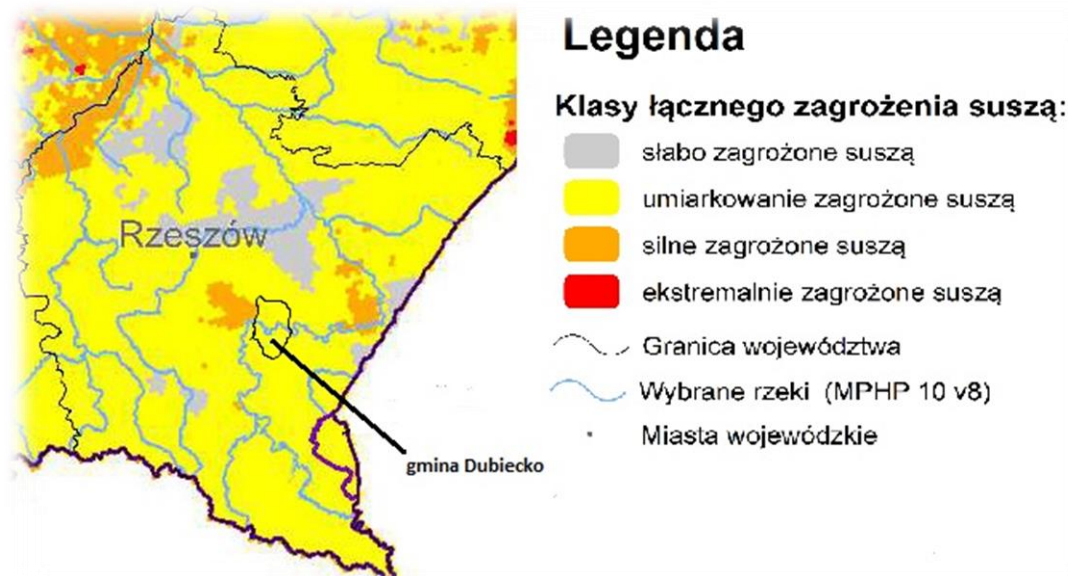 Legenda
Klasy łącznego zagrożenia suszą:
słabo zagrożone suszą
umiarkowanie zagrożone suszą
silne zagrożone suszą
ekstremalnie zagrożone suszą
Granica województwa
Wybrane rzeki (MPHP 10 v8)
Miasta wojewódzkie
Rzeszów
gmina Dubiecko